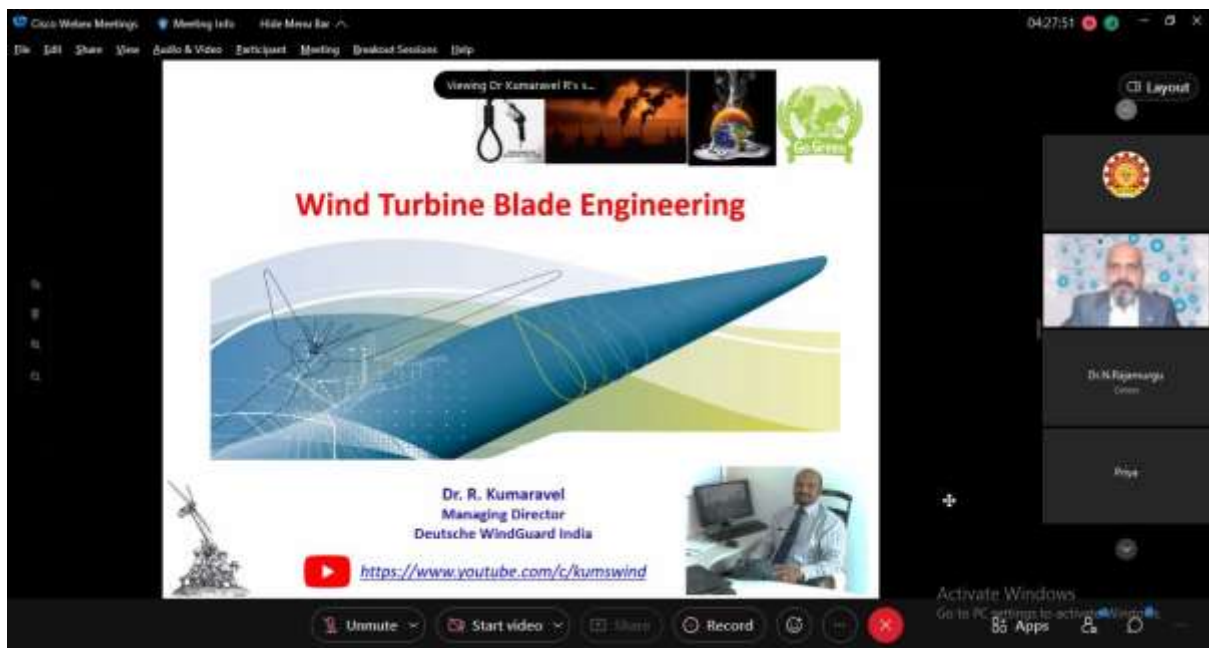 Cisco Webex Meetings Meeting Info Hide Menu Bar
04:27:51
File Edit Share View Audio & Video Participant Meeting Breakout Sessions Help
Viewing Dr Kumaravel R's s...
Layout
Go Green
Wind Turbine Blade Engineering
Dr.N.Rajamurugu
Priya
Dr. R. Kumaravel
Managing Director
Deutsche WindGuard India
https://www.youtube.com/c/kumswind
Activate Windows
Go to PC settings to activate Windows.
Unmute Start video Share Record Apps